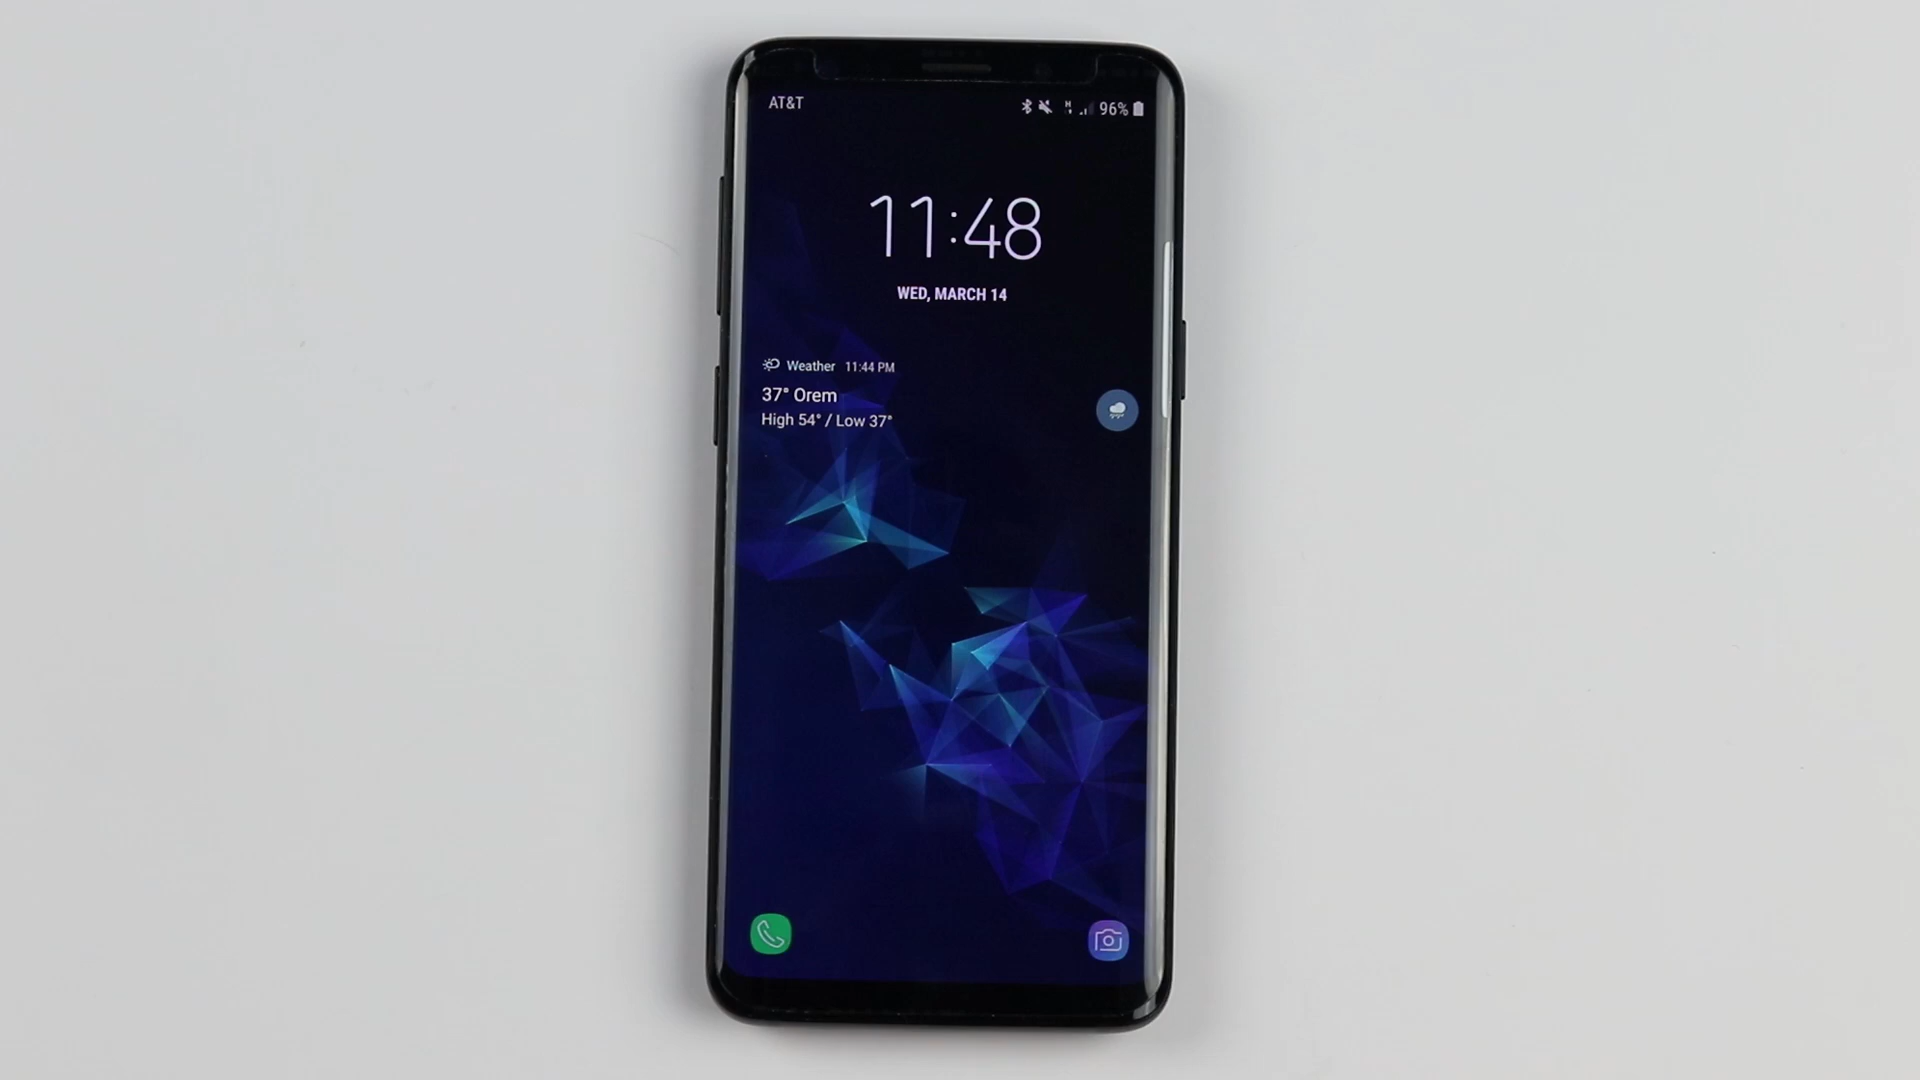 AT&T
96%
11:48
WED, MARCH 14
Weather 11:44 PM
37° Orem
High 54° / Low 37°